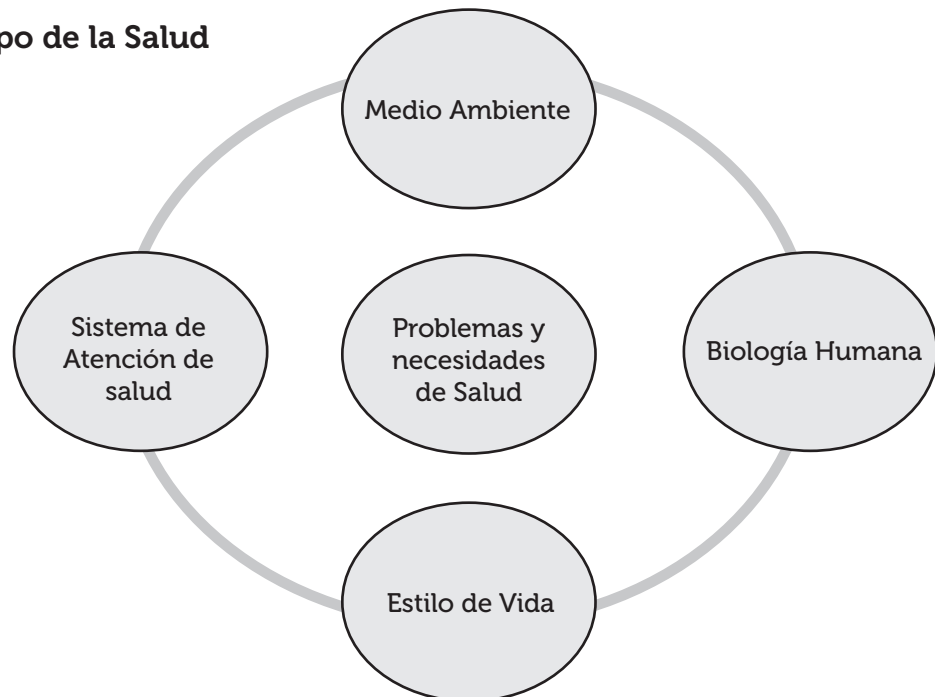 po de la Salud
Medio Ambiente
Sistema de
Atención de
salud
Problemas y
necesidades
de Salud
Biología Humana
Estilo de Vida